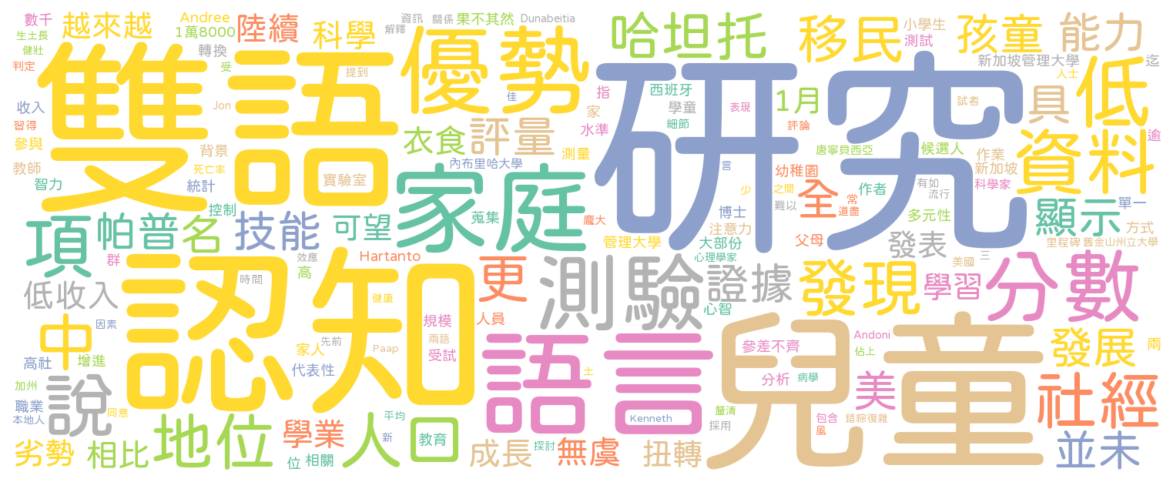 數千
越來越
Andree
1萬8000
陸續
科學
資訊
關係
果不其然
Dunabeitia
哈坦托
移民
小學生
測試
孩童
能力
生士長
健壯
判定
轉換
受
解釋
優勢
西班牙
指
家
水準
學童
表現
細節
1月
評論
試者
新加坡管理大學
人士
迄
低
具
逾
雙語
提到
Jon
佳
研究
收入
習得
參與
教師
智力
背景
死亡率
統計
控制
實驗室
衣食
評量
測量
內布里哈大學
唐寧貝西亞
候選人
作業
新加坡
科學家
資料
幼稚園
全
作者
有如
流行
單一
方式
多元性
言
少
之間
難以
常
道盡
龐大
項
帕普
名
技能
可望
蒐集
家庭
管理大學
大部份
心理學家
博士
注意力
父母
發表
顯示
里程碑
舊金山州立大學
群
效應
Hartanto
高
時間
更
測驗
證據
心智
發現
美國
三
學習
分數
低收入
中
因素
認知
健康
規模
兩語
受試
人員
語言
兒童
參差不齊
分析
病學
Andoni
佔上
發展
兩
高社
增進
家人
代表性
先前
Paap
土
美
社經
加州
職業
本地人
說
同意
地位
平均
新
人口
教育
Kenneth
釐清
採用
包含
風
錯綜復雜
並未
劣勢
相比
學業
位
相關
成長
探討
無虞
扭轉